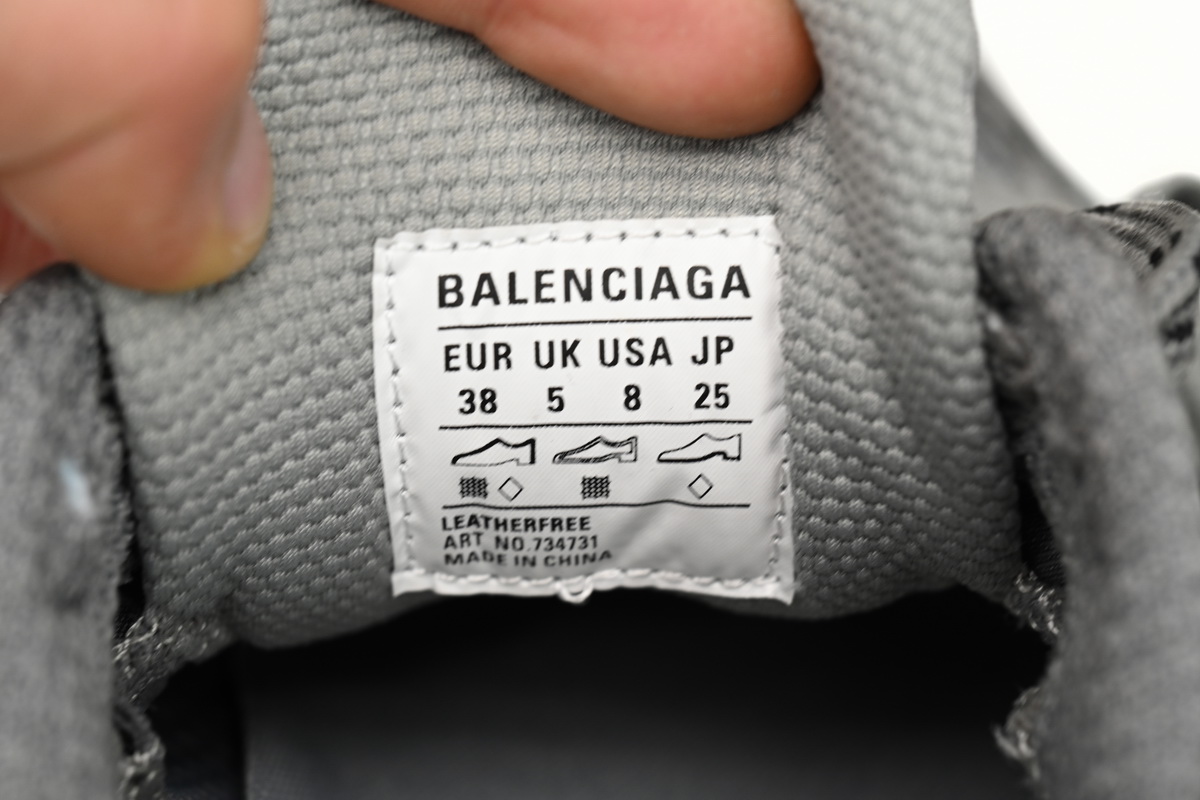 BALENCIAGA
EUR UK USA JP
38 5 8 25
LEATHERFREE
ART NO.734731
MADE IN CHINA